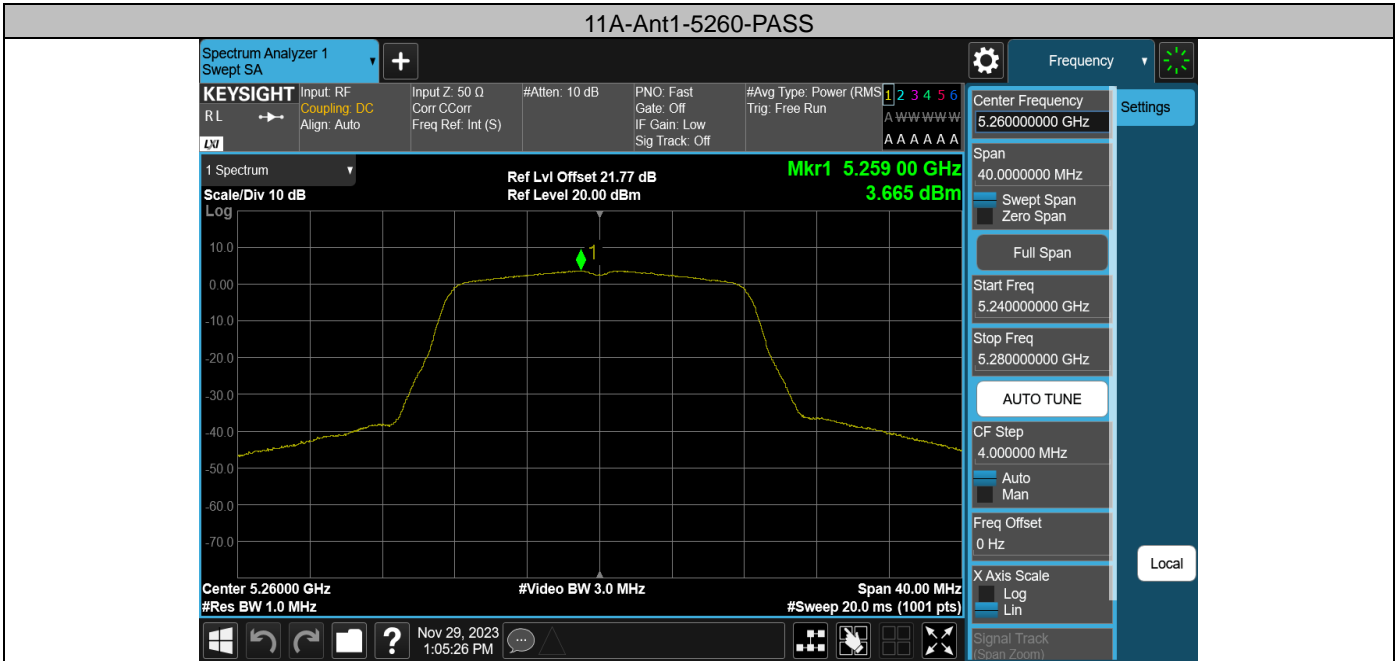 11A-Ant1-5260-PASS
Spectrum Analyzer 1
Swept SA
+
Frequency
KEYSIGHT
RL
LXI
Input: RF
Coupling: DC
Align: Auto
Input Z: 50 Ω
Corr CCorr
Freq Ref: Int (S)
#Atten: 10 dB
PNO: Fast
Gate: Off
IF Gain: Low
Sig Track: Off
#Avg Type: Power (RMS
Trig: Free Run
1 2 3 4 5 6
A W W W W W
A A A A A A
1 Spectrum
Scale/Div 10 dB
Log
Ref Lvl Offset 21.77 dB
Ref Level 20.00 dBm
Mkr1 5.259 00 GHz
3.665 dBm
1
10.0
0.00
-10.0
-20.0
-30.0
-40.0
-50.0
-60.0
-70.0
Center 5.26000 GHz
#Res BW 1.0 MHz
#Video BW 3.0 MHz
Span 40.00 MHz
#Sweep 20.0 ms (1001 pts)
Center Frequency
5.260000000 GHz
Settings
Span
40.0000000 MHz
Swept Span
Zero Span
Full Span
Start Freq
5.240000000 GHz
Stop Freq
5.280000000 GHz
AUTO TUNE
CF Step
4.000000 MHz
Auto
Man
Freq Offset
0 Hz
X Axis Scale
Log
Lin
Local
Signal Track
(Span Zoom)
?
Nov 29, 2023
1:05:26 PM